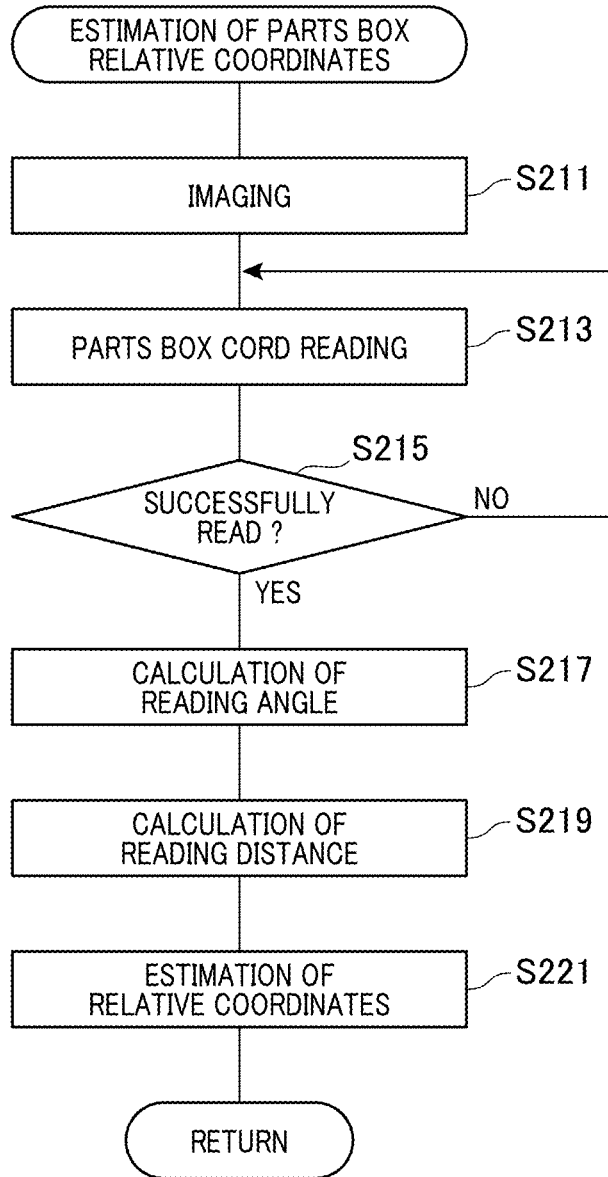 ESTIMATION OF PARTS BOX
RELATIVE COORDINATES
IMAGING
S211
PARTS BOX CORD READING
S213
S215
SUCCESSFULLY
READ ?
NO
YES
CALCULATION OF
READING ANGLE
S217
CALCULATION OF
READING DISTANCE
S219
ESTIMATION OF
RELATIVE COORDINATES
S221
RETURN